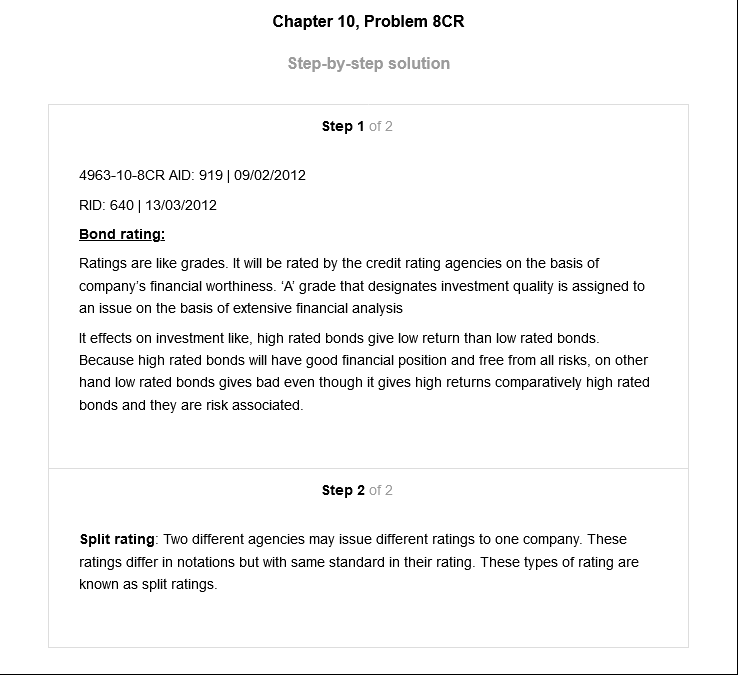 Chapter 10, Problem 8CR
Step-by-step solution
Step 1 of 2
4963-10-8CR AID: 919 | 09/02/2012
RID: 640 | 13/03/2012
Bond rating:
Ratings are like grades. It will be rated by the credit rating agencies on the basis of
company’s financial worthiness. ‘A’ grade that designates investment quality is assigned to
an issue on the basis of extensive financial analysis
It effects on investment like, high rated bonds give low return than low rated bonds.
Because high rated bonds will have good financial position and free from all risks, on other
hand low rated bonds gives bad even though it gives high returns comparatively high rated
bonds and they are risk associated.
Step 2 of 2
Split rating: Two different agencies may issue different ratings to one company. These
ratings differ in notations but with same standard in their rating. These types of rating are
known as split ratings.